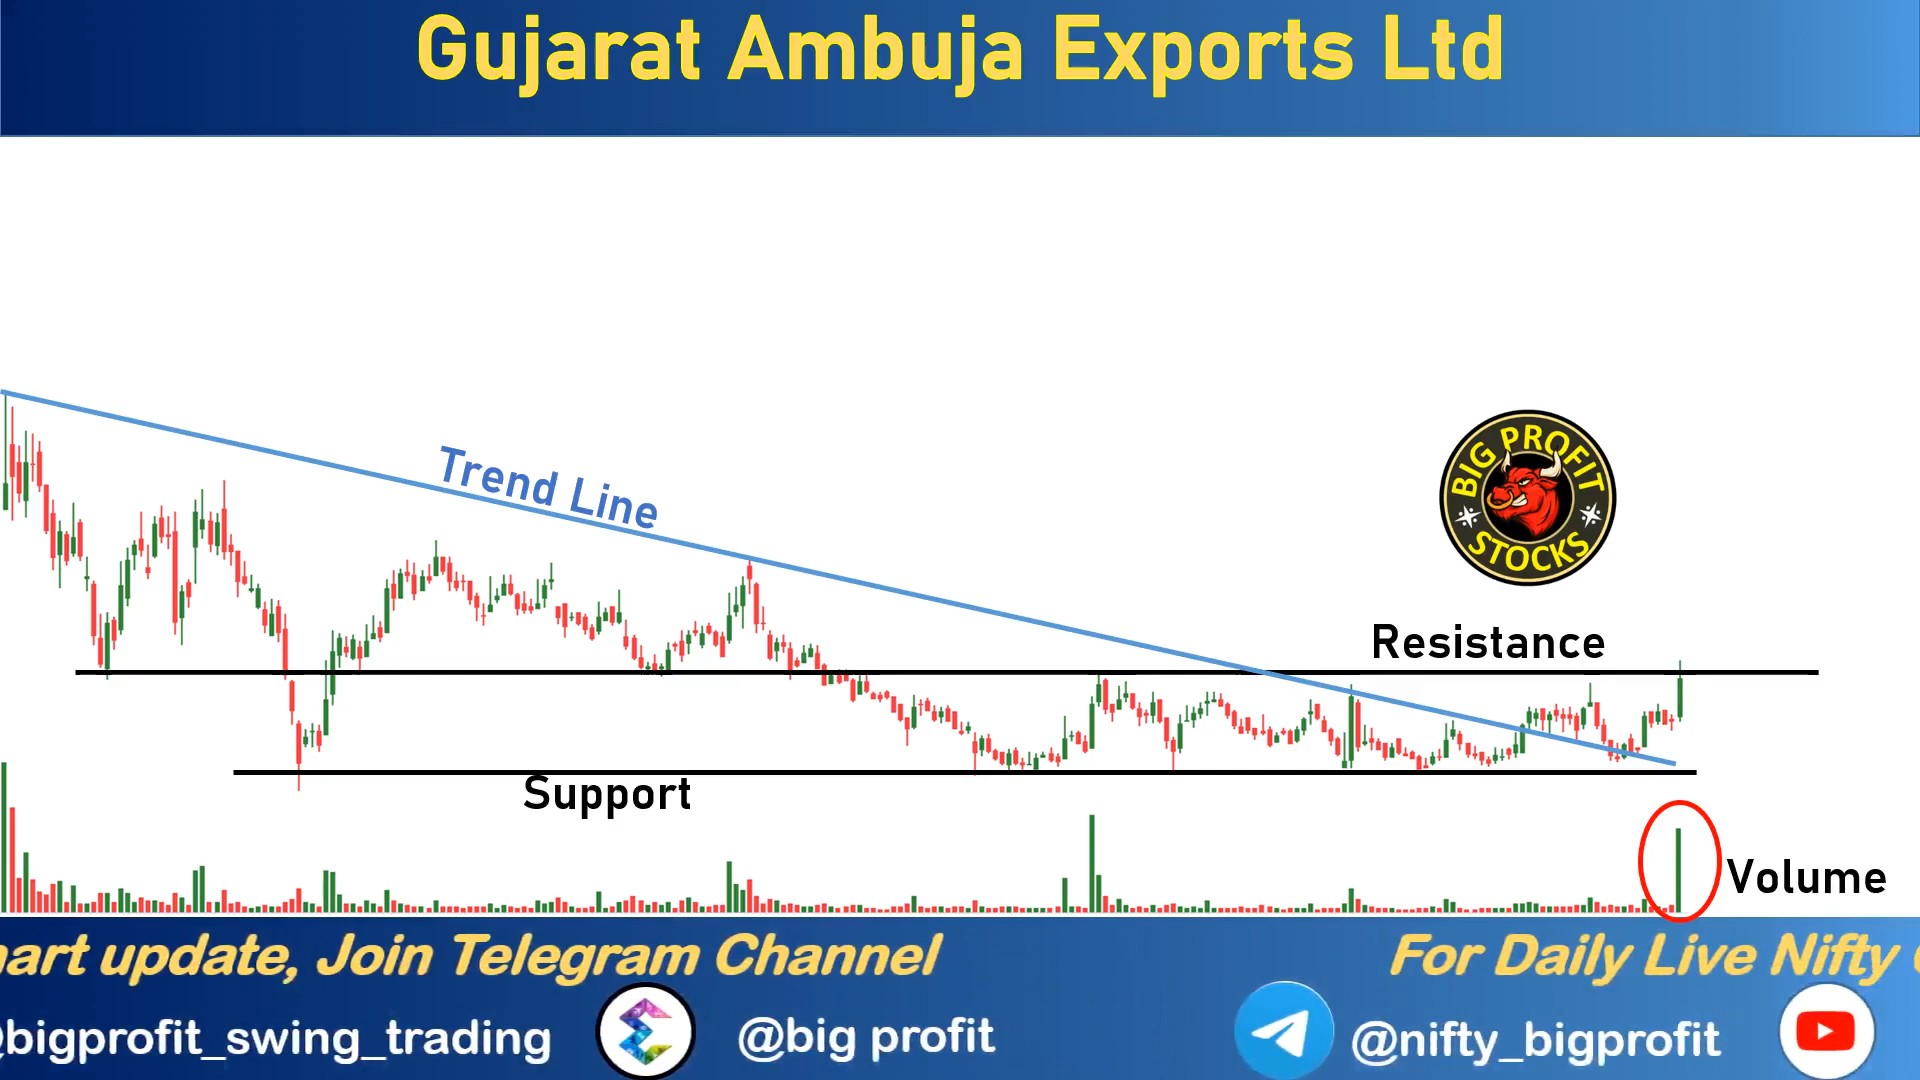 Gujarat Ambuja Exports Ltd
Trend Line
BIG PROFIT
STOCKS
Resistance
Support
Volume
art update, Join Telegram Channel
For Daily Live Nifty
@bigprofit_swing_trading
@big profit
@nifty_bigprofit